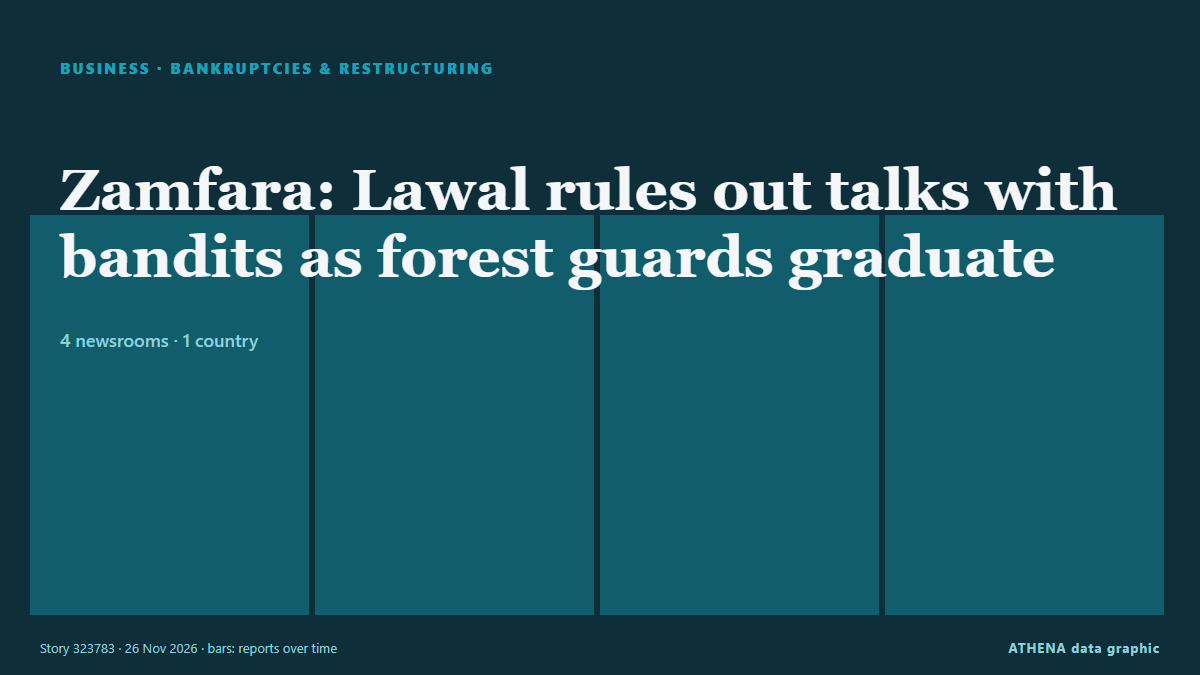 BUSINESS · BANKRUPTCIES & RESTRUCTURING
Zamfara: Lawal rules out talks with
bandits as forest guards graduate
4 newsrooms · 1 country
Story 323783 · 26 Nov 2026 · bars: reports over time
ATHENA data graphic